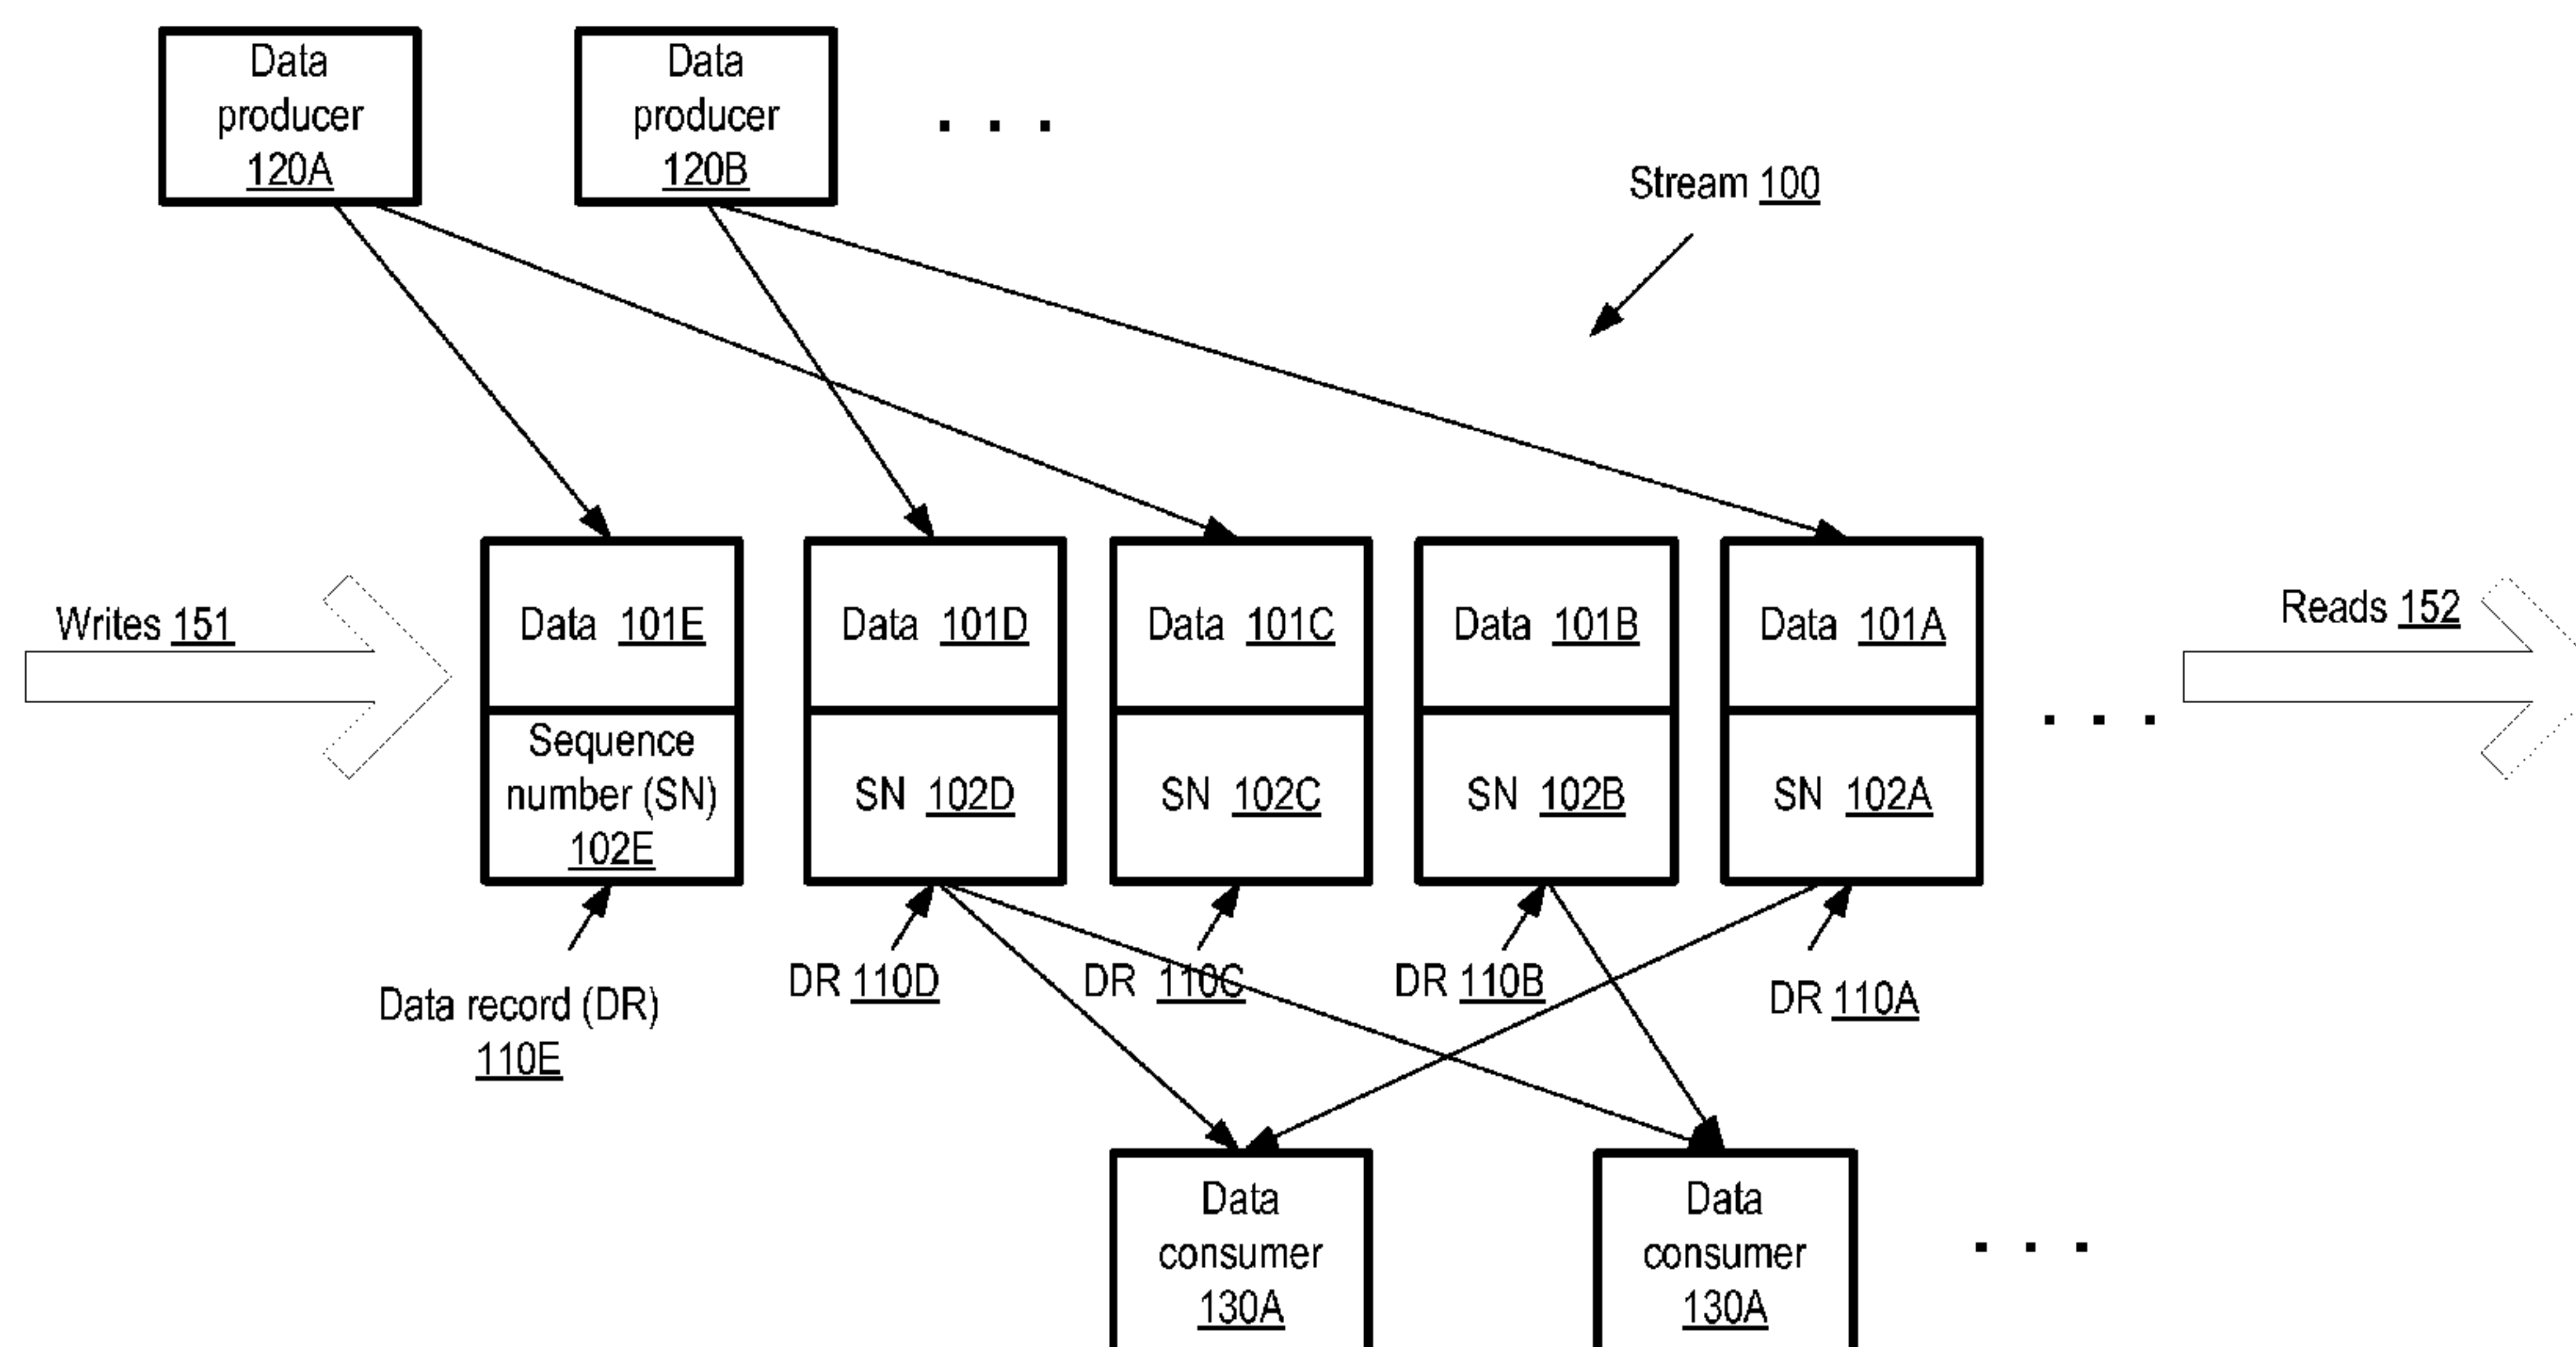 Data
producer
120A
Data
producer
120B
. . .
Stream 100
Writes 151
Data 101E
Sequence
number (SN)
102E
Data 101D
SN 102D
Data 101C
SN 102C
Data 101B
SN 102B
Data 101A
SN 102A
. . .
Reads 152
Data record (DR)
110E
DR 110D
DR 110C
DR 110B
DR 110A
Data
consumer
130A
Data
consumer
130A
. . .